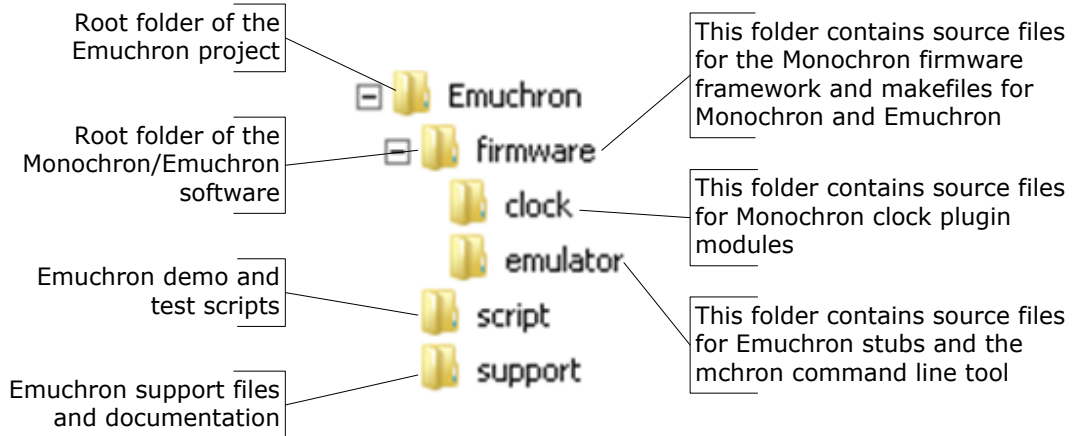 Root folder of the
Emuchron project
Root folder of the
Monochron/Emuchron
software
Emuchron demo and
test scripts
Emuchron support files
and documentation
Emuchron
firmware
clock
emulator
script
support
This folder contains source files
for the Monochron firmware
framework and makefiles for
Monochron and Emuchron
This folder contains source files
for Monochron clock plugin
modules
This folder contains source files
for Emuchron stubs and the
mchron command line tool